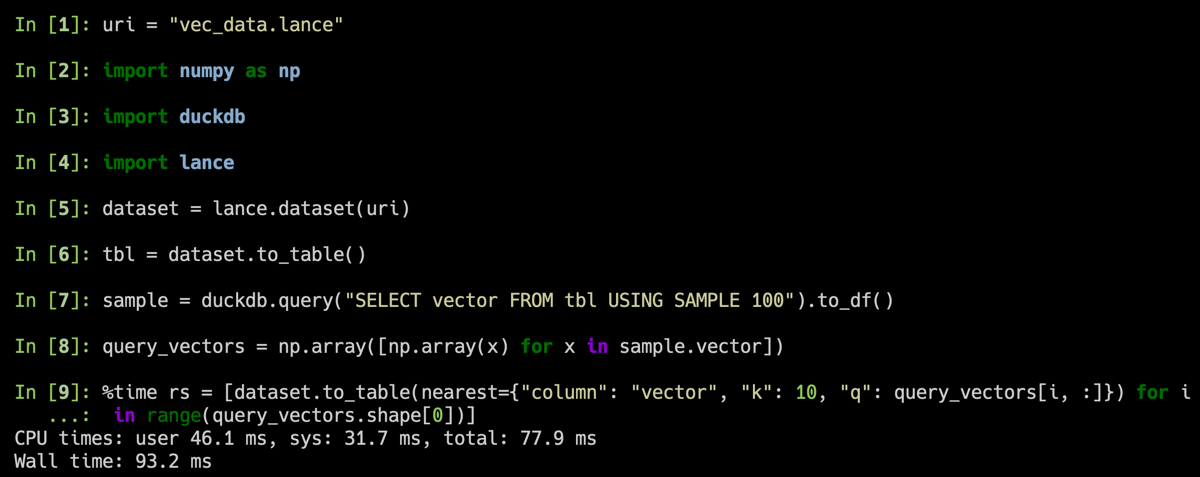 In [1]: uri = "vec_data.lance"
In [2]: import numpy as np
In [3]: import duckdb
In [4]: import lance
In [5]: dataset = lance.dataset(uri)
In [6]: tbl = dataset.to_table()
In [7]: sample = duckdb.query("SELECT vector FROM tbl USING SAMPLE 100").to_df()
In [8]: query_vectors = np.array([np.array(x) for x in sample.vector])
In [9]: %time rs = [dataset.to_table(nearest={"column": "vector", "k": 10, "q": query_vectors[i, :]}) for i
...: in range(query_vectors.shape[0])]
CPU times: user 46.1 ms, sys: 31.7 ms, total: 77.9 ms
Wall time: 93.2 ms